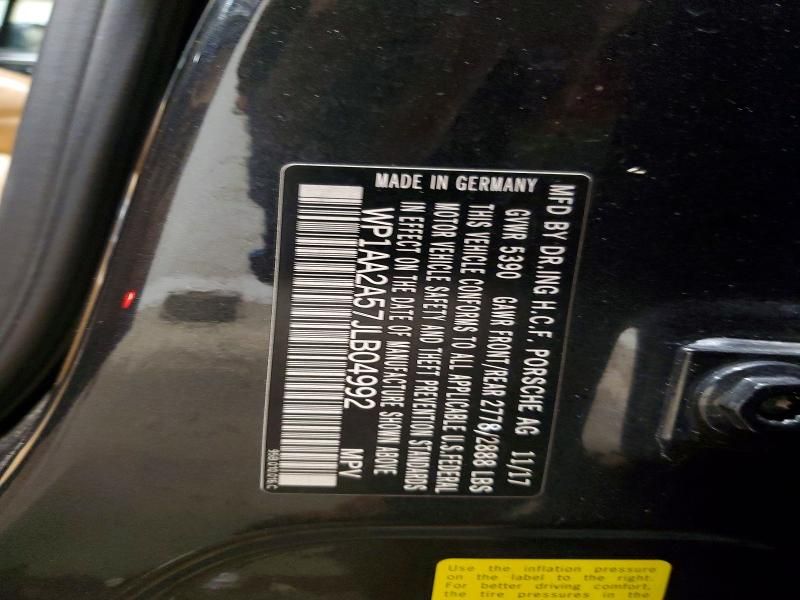 MFD BY DR.ING H.C.F. PORSCHE AG 11/17
GVWR 5390 GAWR FRONT/REAR 2778/2888 LBS
THIS VEHICLE CONFORMS TO ALL APPLICABLE U.S.FEDERAL
MOTOR VEHICLE SAFETY AND THEFT PREVENTION STANDARDS
IN EFFECT ON THE DATE OF MANUFACTURE SHOWN ABOVE
WP1AA2A57JLB04992 MPV
MADE IN GERMANY
Use the inflation pressure
on the label to the right.
For better driving comfort,
the tire pressures in the